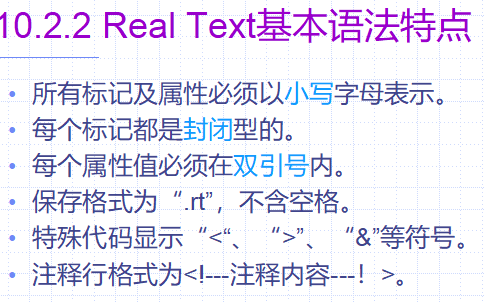 10.2.2 Real Text基本语法特点
• 所有标记及属性必须以小写字母表示。
• 每个标记都是封闭型的。
• 每个属性值必须在双引号内。
• 保存格式为“.rt”，不含空格。
• 特殊代码显示“<“、“>”、“&”等符号。
• 注释行格式为<!---注释内容---！>。